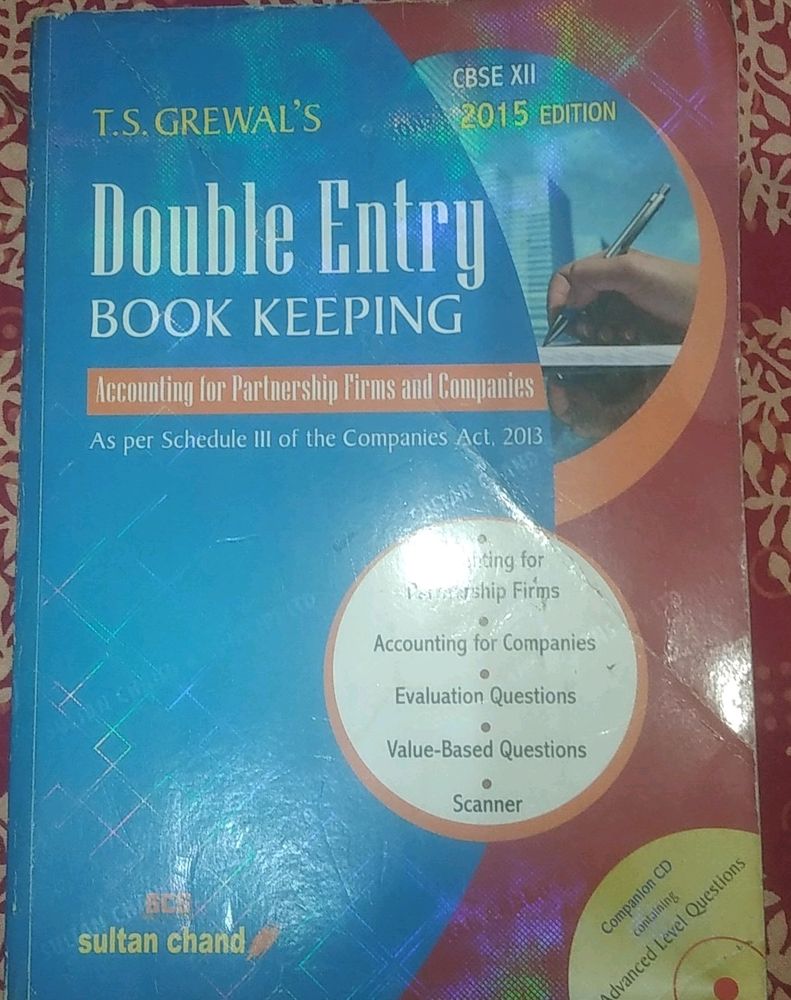 CBSE XII
2015 EDITION
T.S. GREWAL'S
Double Entry
BOOK KEEPING
Accounting for Partnership Firms and Companies
As per Schedule III of the Companies Act, 2013
for
Firms
Accounting for Companies
Evaluation Questions
Value-Based Questions
Scanner
Companion CD
containing
Advanced Level Questions
SCS
sultan chand